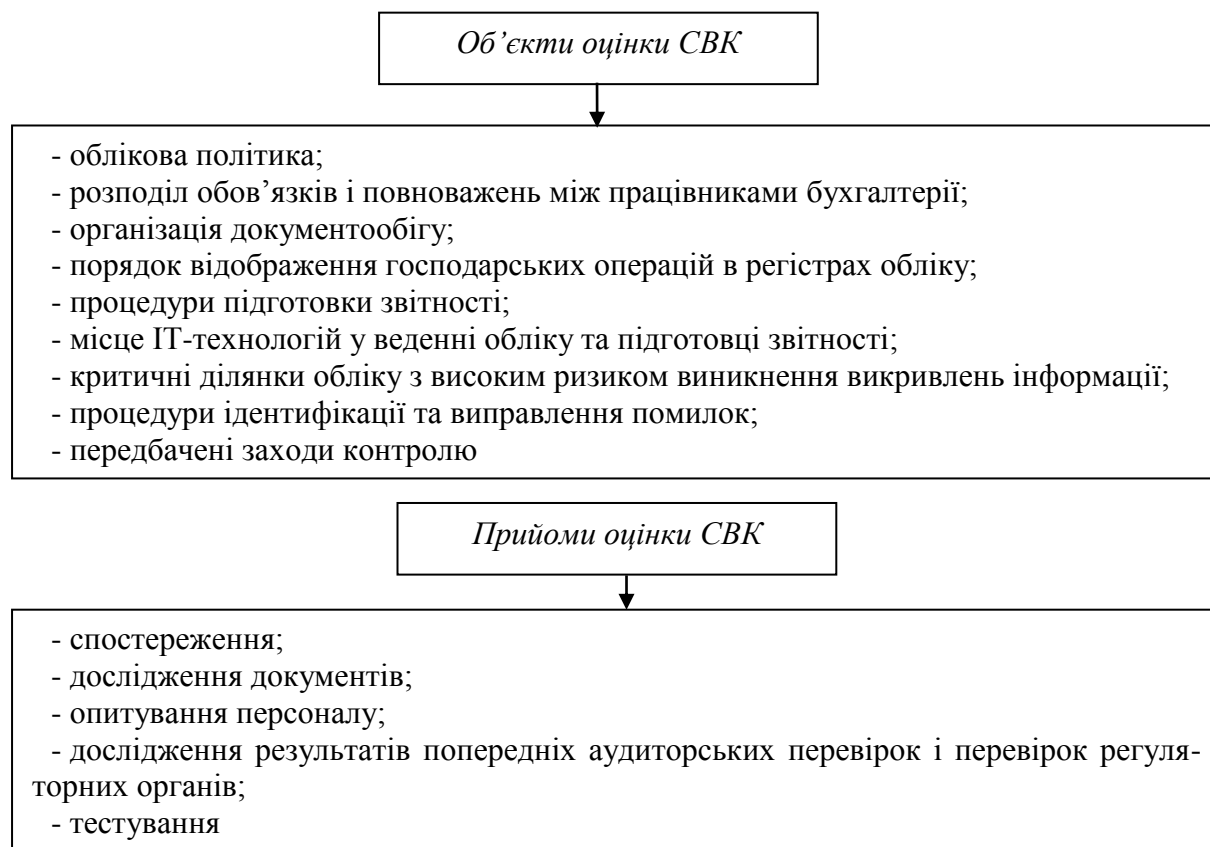 Об’єкти оцінки СВК
- облікова політика;
- розподіл обов’язків і повноважень між працівниками бухгалтерії;
- організація документообігу;
- порядок відображення господарських операцій в регістрах обліку;
- процедури підготовки звітності;
- місце ІТ-технологій у веденні обліку та підготовці звітності;
- критичні ділянки обліку з високим ризиком виникнення викривлень інформації;
- процедури ідентифікації та виправлення помилок;
- передбачені заходи контролю
Прийоми оцінки СВК
- спостереження;
- дослідження документів;
- опитування персоналу;
- дослідження результатів попередніх аудиторських перевірок і перевірок регуля-
торних органів;
- тестування